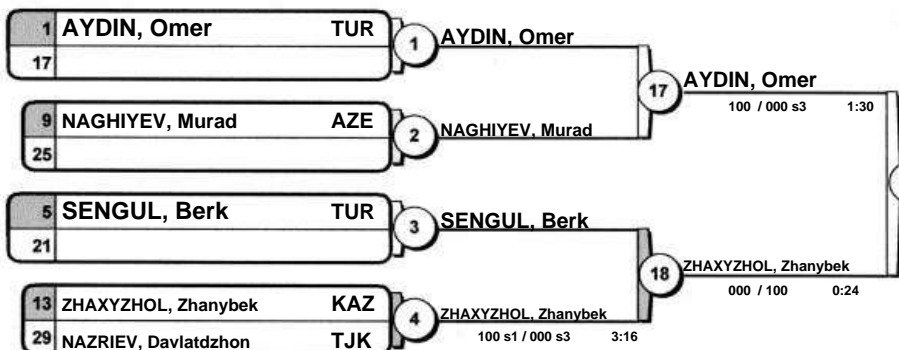 1 AYDIN, Omer TUR
17
1 AYDIN, Omer
9 NAGHIYEV, Murad AZE
25
2 NAGHIYEV, Murad
17 AYDIN, Omer
100 / 000 s3 1:30
5 SENGUL, Berk TUR
21
3 SENGUL, Berk
13 ZHAXYZHOL, Zhanybek KAZ
29 NAZRIEV, Davlatdzhon TJK
4 ZHAXYZHOL, Zhanybek
100 s1 / 000 s3 3:16
18 ZHAXYZHOL, Zhanybek
000 / 100 0:24